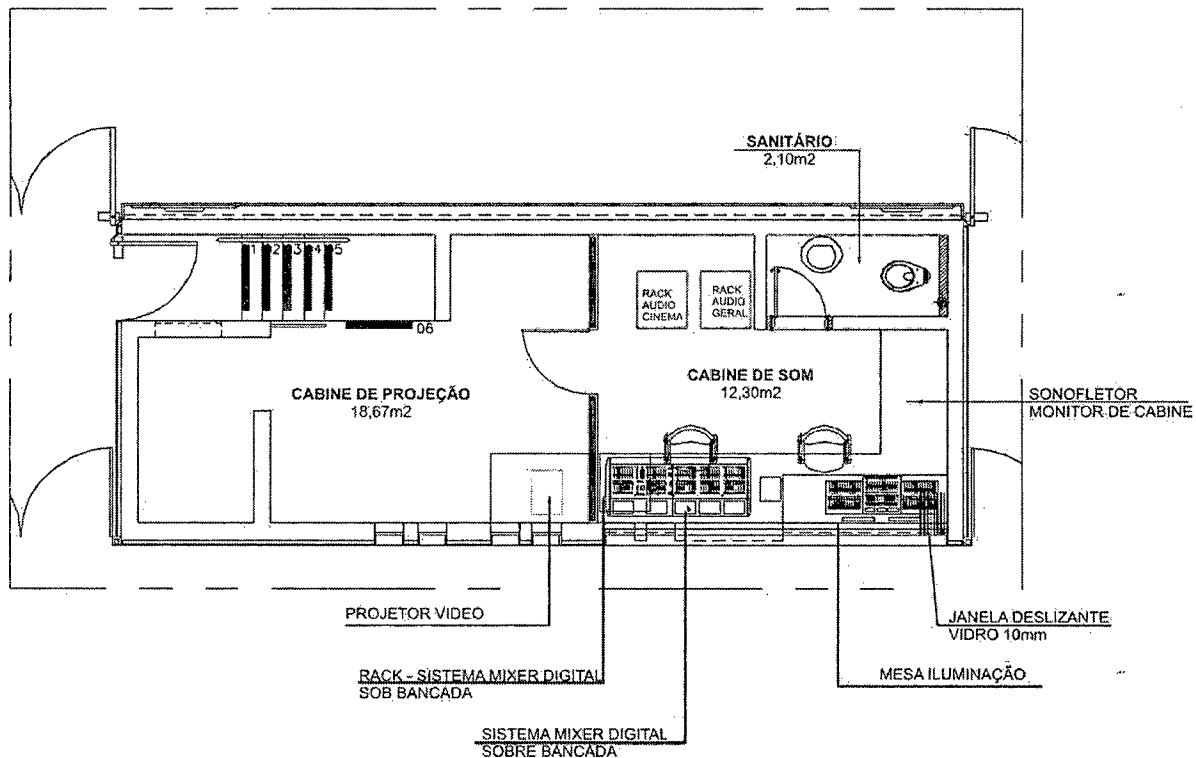 SANITÁRIO
2,10m2
1 2 3 4 5
RACK
AUDIO
CINEMA
RACK
AUDIO
GERAL
06
CABINE DE PROJEÇÃO
18,67m2
CABINE DE SOM
12,30m2
SONOFLETOR
MONITOR DE CABINE
PROJETOR VIDEO
JANELA DESLIZANTE
VIDRO 10mm
RACK - SISTEMA MIXER DIGITAL
SOB BANCADA
MESA ILUMINAÇÃO
SISTEMA MIXER DIGITAL
SOBRE BANCADA